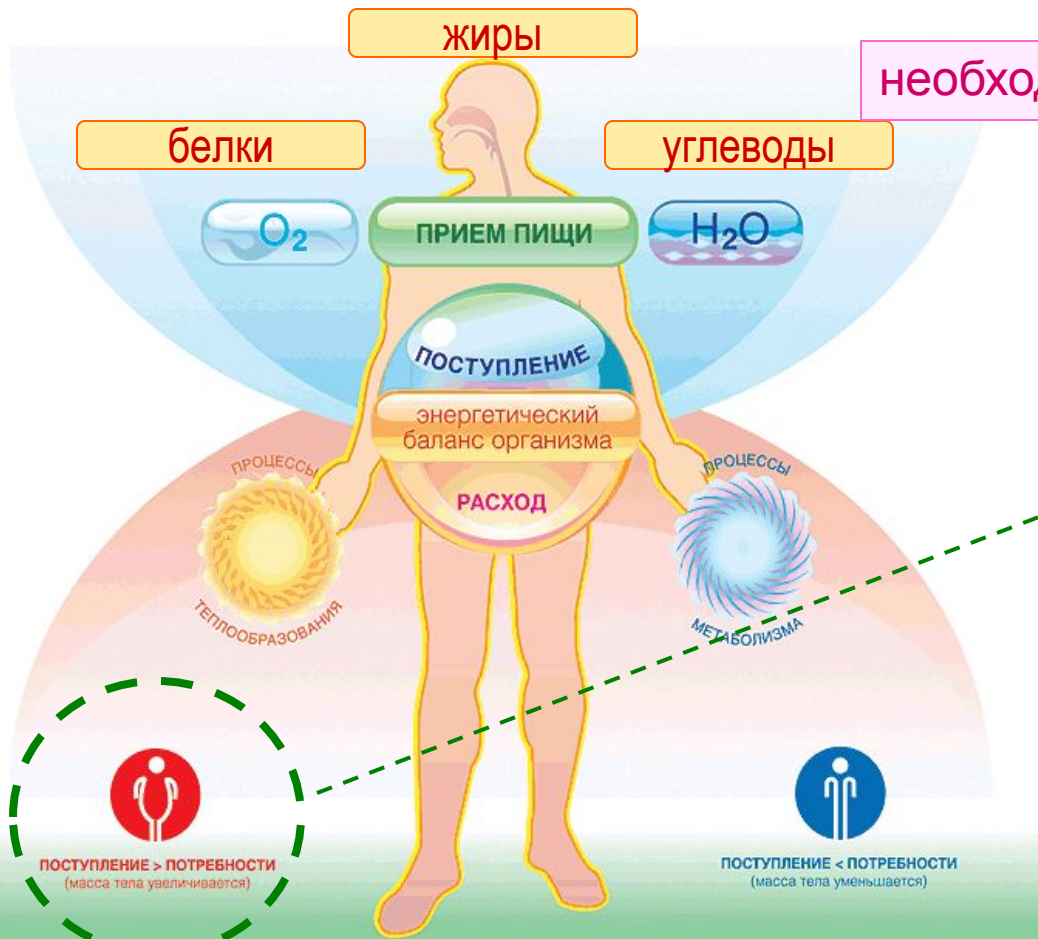 жиры
необход
белки
углеводы
O₂
ПРИЕМ ПИЩИ
H₂O
ПОСТУПЛЕНИЕ
энергетический
баланс организма
РАСХОД
ПРОЦЕССЫ
ТЕПЛООБРАЗОВАНИЯ
ПРОЦЕССЫ
МЕТАБОЛИЗМА
ПОСТУПЛЕНИЕ > ПОТРЕБНОСТИ
(масса тела увеличивается)
ПОСТУПЛЕНИЕ < ПОТРЕБНОСТИ
(масса тела уменьшается)